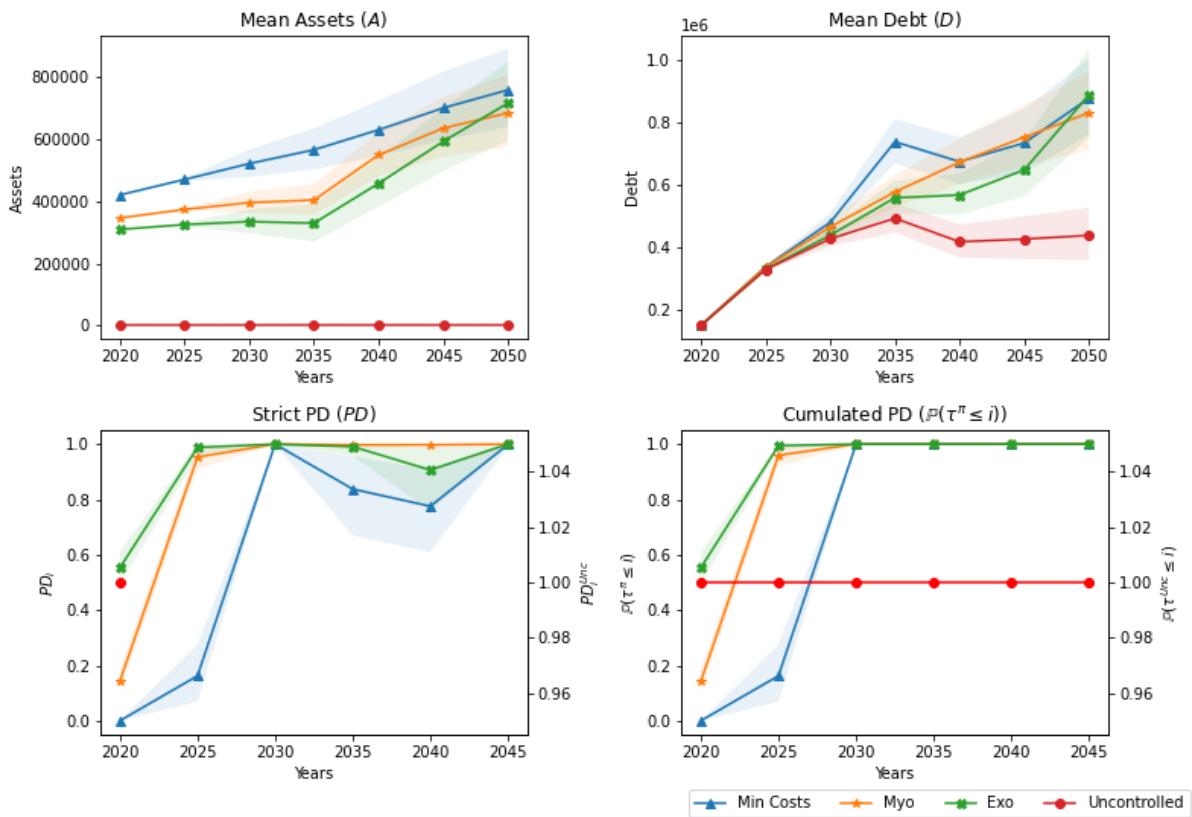 Mean Assets (A)
Assets
800000
600000
400000
200000
0
2020 2025 2030 2035 2040 2045 2050
Years
Mean Debt (D)
1e6
Debt
1.0
0.8
0.6
0.4
0.2
2020 2025 2030 2035 2040 2045 2050
Years
Strict PD (PD)
PD_i
1.0
0.8
0.6
0.4
0.2
0.0
PD_i^{Unc}
1.04
1.02
1.00
0.98
0.96
2020 2025 2030 2035 2040 2045
Years
Cumulated PD (ℙ(τ^π ≤ i))
ℙ(τ^π ≤ i)
1.0
0.8
0.6
0.4
0.2
0.0
ℙ(τ^{Unc} ≤ i)
1.04
1.02
1.00
0.98
0.96
2020 2025 2030 2035 2040 2045
Years
Min Costs Myo Exo Uncontrolled